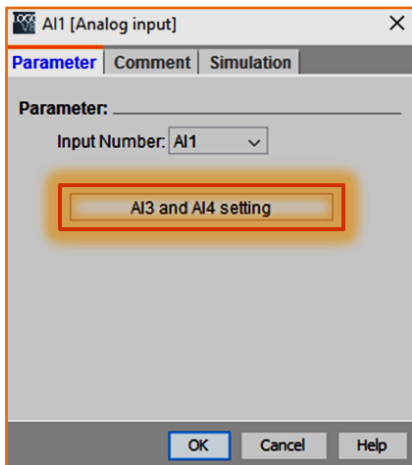 AI1 [Analog input]
Parameter Comment Simulation
Parameter:
Input Number: AI1
AI3 and AI4 setting
OK Cancel Help